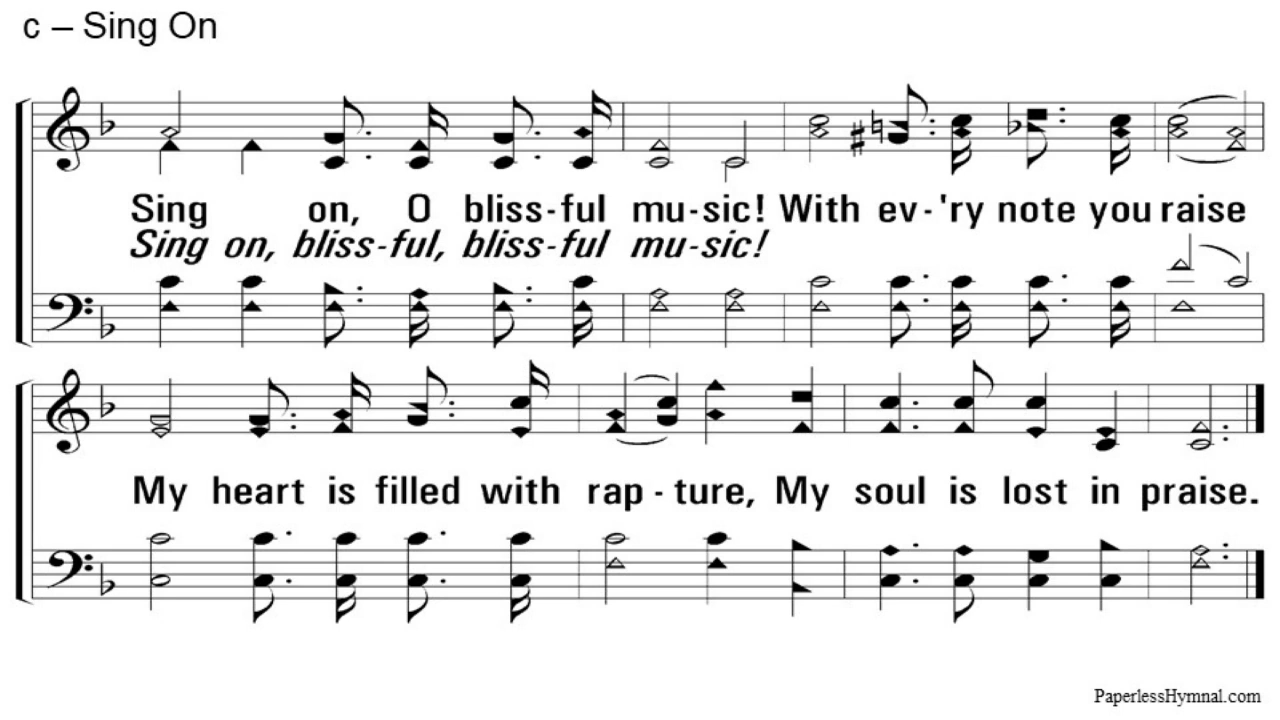 c – Sing On
Sing on, O bliss-ful mu-sic! With ev-'ry note you raise
Sing on, bliss-ful, bliss-ful mu-sic!
My heart is filled with rap - ture, My soul is lost in praise.
PaperlessHymnal.com